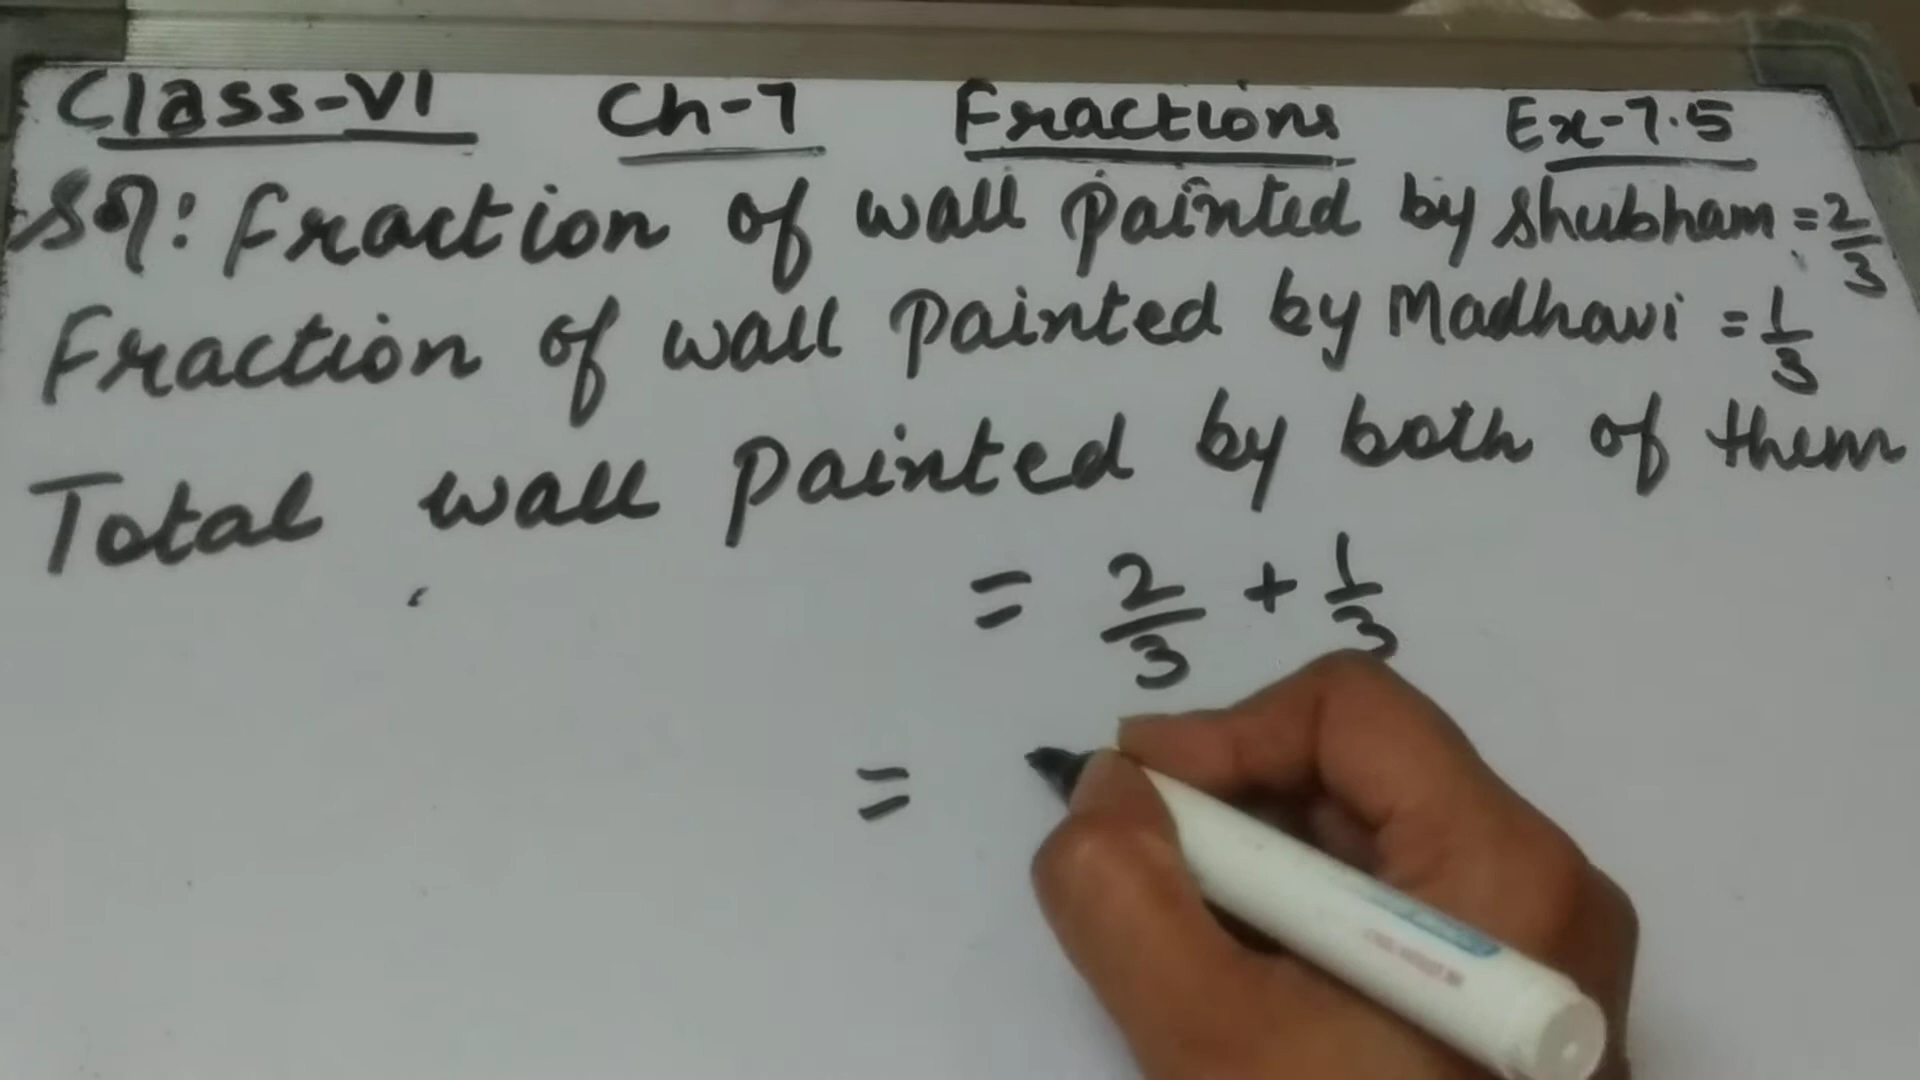 Class-VI Ch-7 Fractions Ex-7.5
Sol: Fraction of wall painted by Shubham = 2/3
Fraction of wall painted by Madhavi = 1/3
Total wall painted by both of them
= 2/3 + 1/3
=